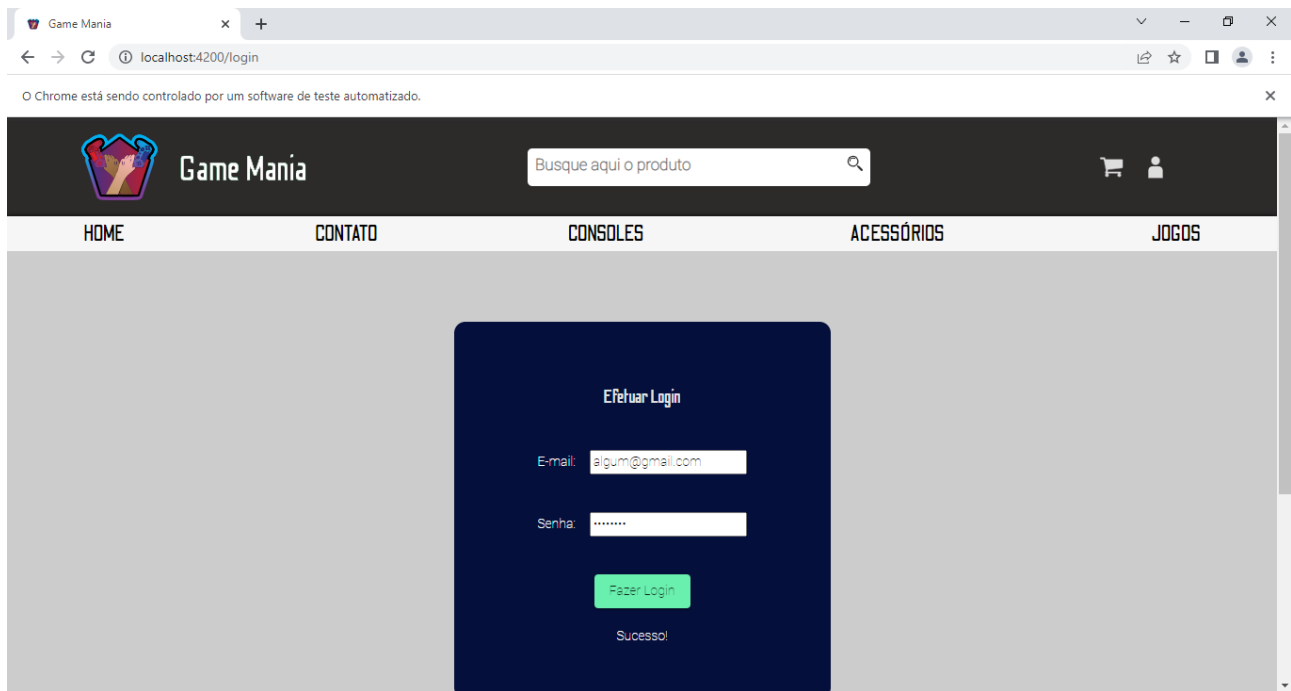 Game Mania
localhost:4200/login
O Chrome está sendo controlado por um software de teste automatizado.
Game Mania
Busque aqui o produto
HOME CONTATO CONSOLES ACESSÓRIOS JOGOS
Efetuar Login
E-mail: algum@gmail.com
Senha: ••••••••
Fazer Login
Sucesso!